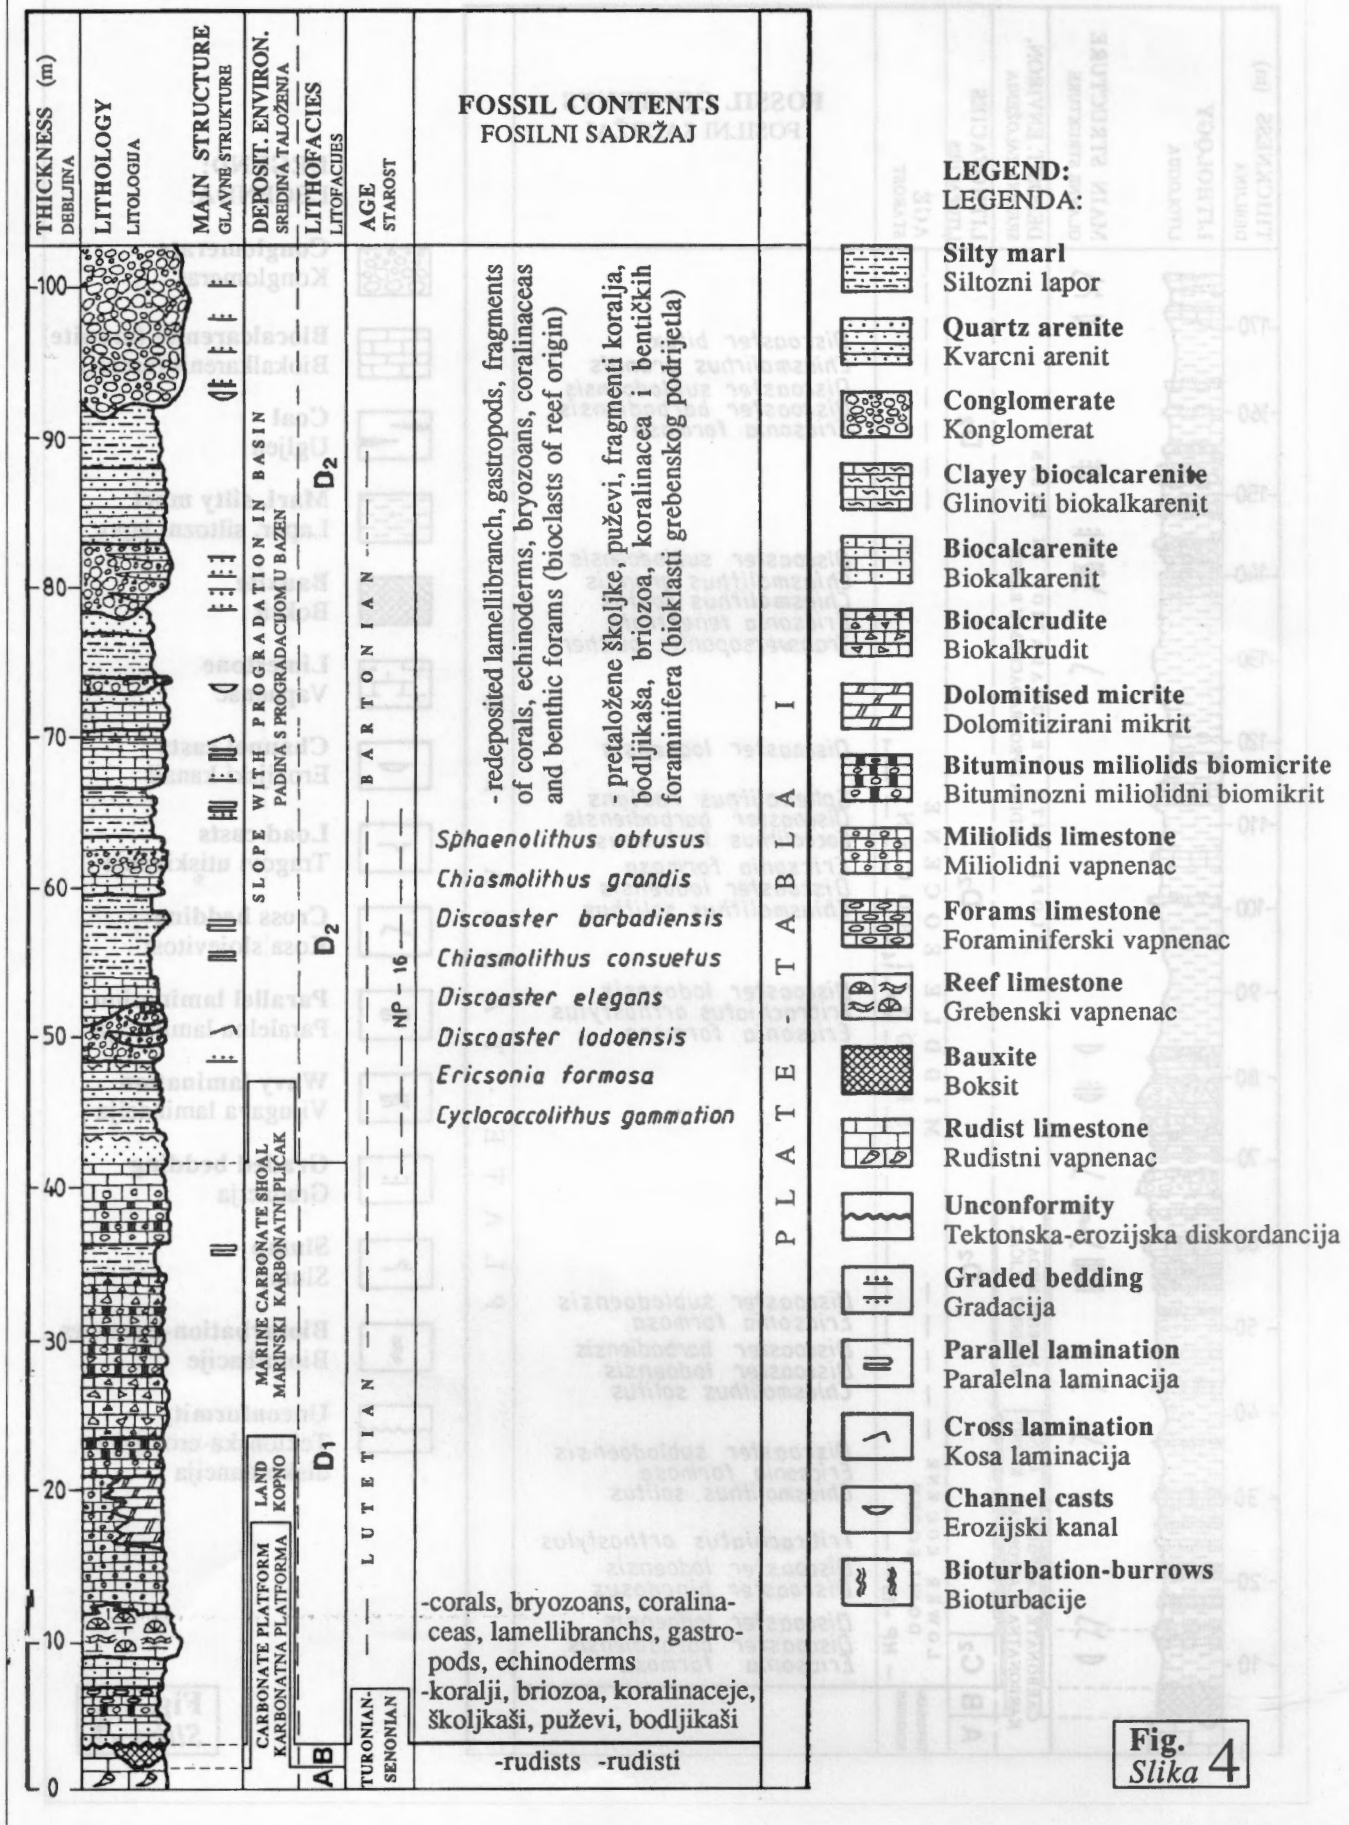 THICKNESS (m)
DEBLJINA
LITHOLOGY
LITOLOGIJA
MAIN STRUCTURE
GLAVNE STRUKTURE
DEPOSIT. ENVIRON.
SREDINA TALOŽENJA
LITHOFACIES
LITOFACIJES
AGE
STAROST
FOSSIL CONTENTS
FOSILNI SADRŽAJ
100
90
80
70
60
50
40
30
20
10
0
SLOPE WITH PROGRADATION IN BASIN
PADINA S PROGRADACIOM U BAZEN
MARINE CARBONATE SHOAL
MARINSKI KARBONATNI PLIČAK
LAND
KOPNO
CARBONATE PLATFORM
KARBONATNA PLATFORMA
D2
D2
D1
B
A
BARTONIAN
NP - 16
LUTETIAN
TURONIAN-
SENONIAN
-redeposited lamellibranch, gastropods, fragments
of corals, echinoderms, bryozoans, coralinaceas
and benthic forams (bioclasts of reef origin)
- pretaložene školjke, puževi, fragmenti koralja,
bodljikaša, briozoa, koralinacea i bentičkih
foraminifera (bioklasti grebenskog podrijetla)
Sphaenolithus obtusus
Chiasmolithus grandis
Discoaster barbadiensis
Chiasmolithus consuetus
Discoaster elegans
Discoaster lodoensis
Ericsonia formosa
Cyclococcolithus gammation
-corals, bryozoans, coralina-
ceas, lamellibranchs, gastro-
pods, echinoderms
-koralji, briozoa, koralinaceje,
školjkaši, puževi, bodljikaši
-rudists -rudisti
PLATE, TABLA I
LEGEND:
LEGENDA:
Silty marl
Siltozni lapor
Quartz arenite
Kvarcni arenit
Conglomerate
Konglomerat
Clayey biocalcarenite
Glinoviti biokalkarenit
Biocalcarenite
Biokalkarenit
Biocalcrudite
Biokalkrudit
Dolomitised micrite
Dolomitizirani mikrit
Bituminous miliolids biomicrite
Bituminozni miliolidni biomikrit
Miliolids limestone
Miliolidni vapnenac
Forams limestone
Foraminiferski vapnenac
Reef limestone
Grebenski vapnenac
Bauxite
Boksit
Rudist limestone
Rudistni vapnenac
Unconformity
Tektonska-erozijska diskordancija
Graded bedding
Gradacija
Parallel lamination
Paralelna laminacija
Cross lamination
Kosa laminacija
Channel casts
Erozijski kanal
Bioturbation-burrows
Bioturbacije
Fig.
Slika 4